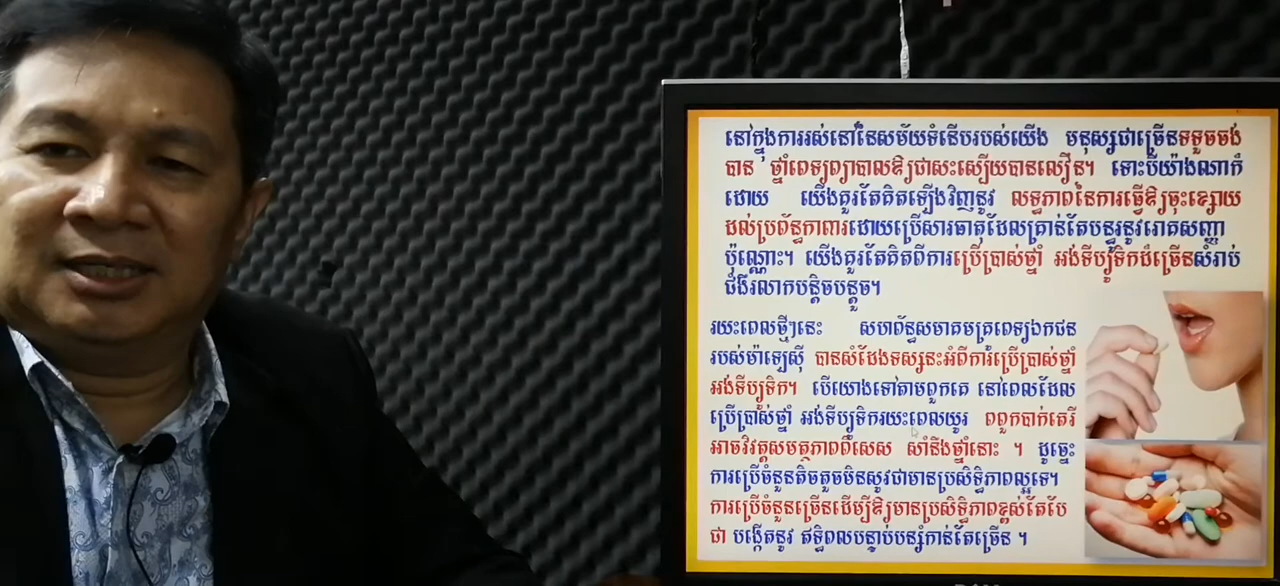 នៅក្នុងការរស់នៅនៃសម័យទំនើបរបស់យើង មនុស្សជាច្រើនទទួចចង់
បាន ថ្នាំពេទ្យព្យាបាលឱ្យជាសះស្បើយបានលឿន។ ទោះបីយ៉ាងណាក៏
ដោយ យើងគួរតែគិតឡើងវិញនូវ លទ្ធភាពនៃការធ្វើឱ្យចុះខ្សោយ
ដល់ប្រព័ន្ធការពារដោយប្រើសារធាតុដែលគ្រាន់តែបន្ធូរនូវរោគសញ្ញា
ប៉ុណ្ណោះ។ យើងគួរតែគិតពីការប្រើប្រាស់ថ្នាំ អង់ទីប្យូទិកដ៏ច្រើនសំរាប់
ជំងឺរលាកបន្តិចបន្តួច។
រយះពេលថ្មីៗនេះ សហព័ន្ធសមាគមគ្រូពេទ្យឯកជន
របស់ម៉ាឡេស៊ី បានសំដែងទស្សនះអំពីការប្រើប្រាស់ថ្នាំ
អង់ទីប្យូទិក។ បើយោងទៅតាមពួកគេ នៅពេលដែល
ប្រើប្រាស់ថ្នាំ អង់ទីប្យូទិករយះពេលយូរ ពពួកបាក់តេរី
អាចវិវត្តសមត្ថភាពពិសេស សាំនឹងថ្នាំនោះ ។ ដូច្នេះ
ការប្រើចំនួនតិចតួចមិនសូវជាមានប្រសិទ្ធិភាពល្អទេ។
ការប្រើចំនួនច្រើនដើម្បីឱ្យមានប្រសិទ្ធិភាពខ្ពស់តែបែ
ជា បង្កើតនូវ ឥទ្ធិពលបន្ទាប់បន្សំកាន់តែច្រើន ។